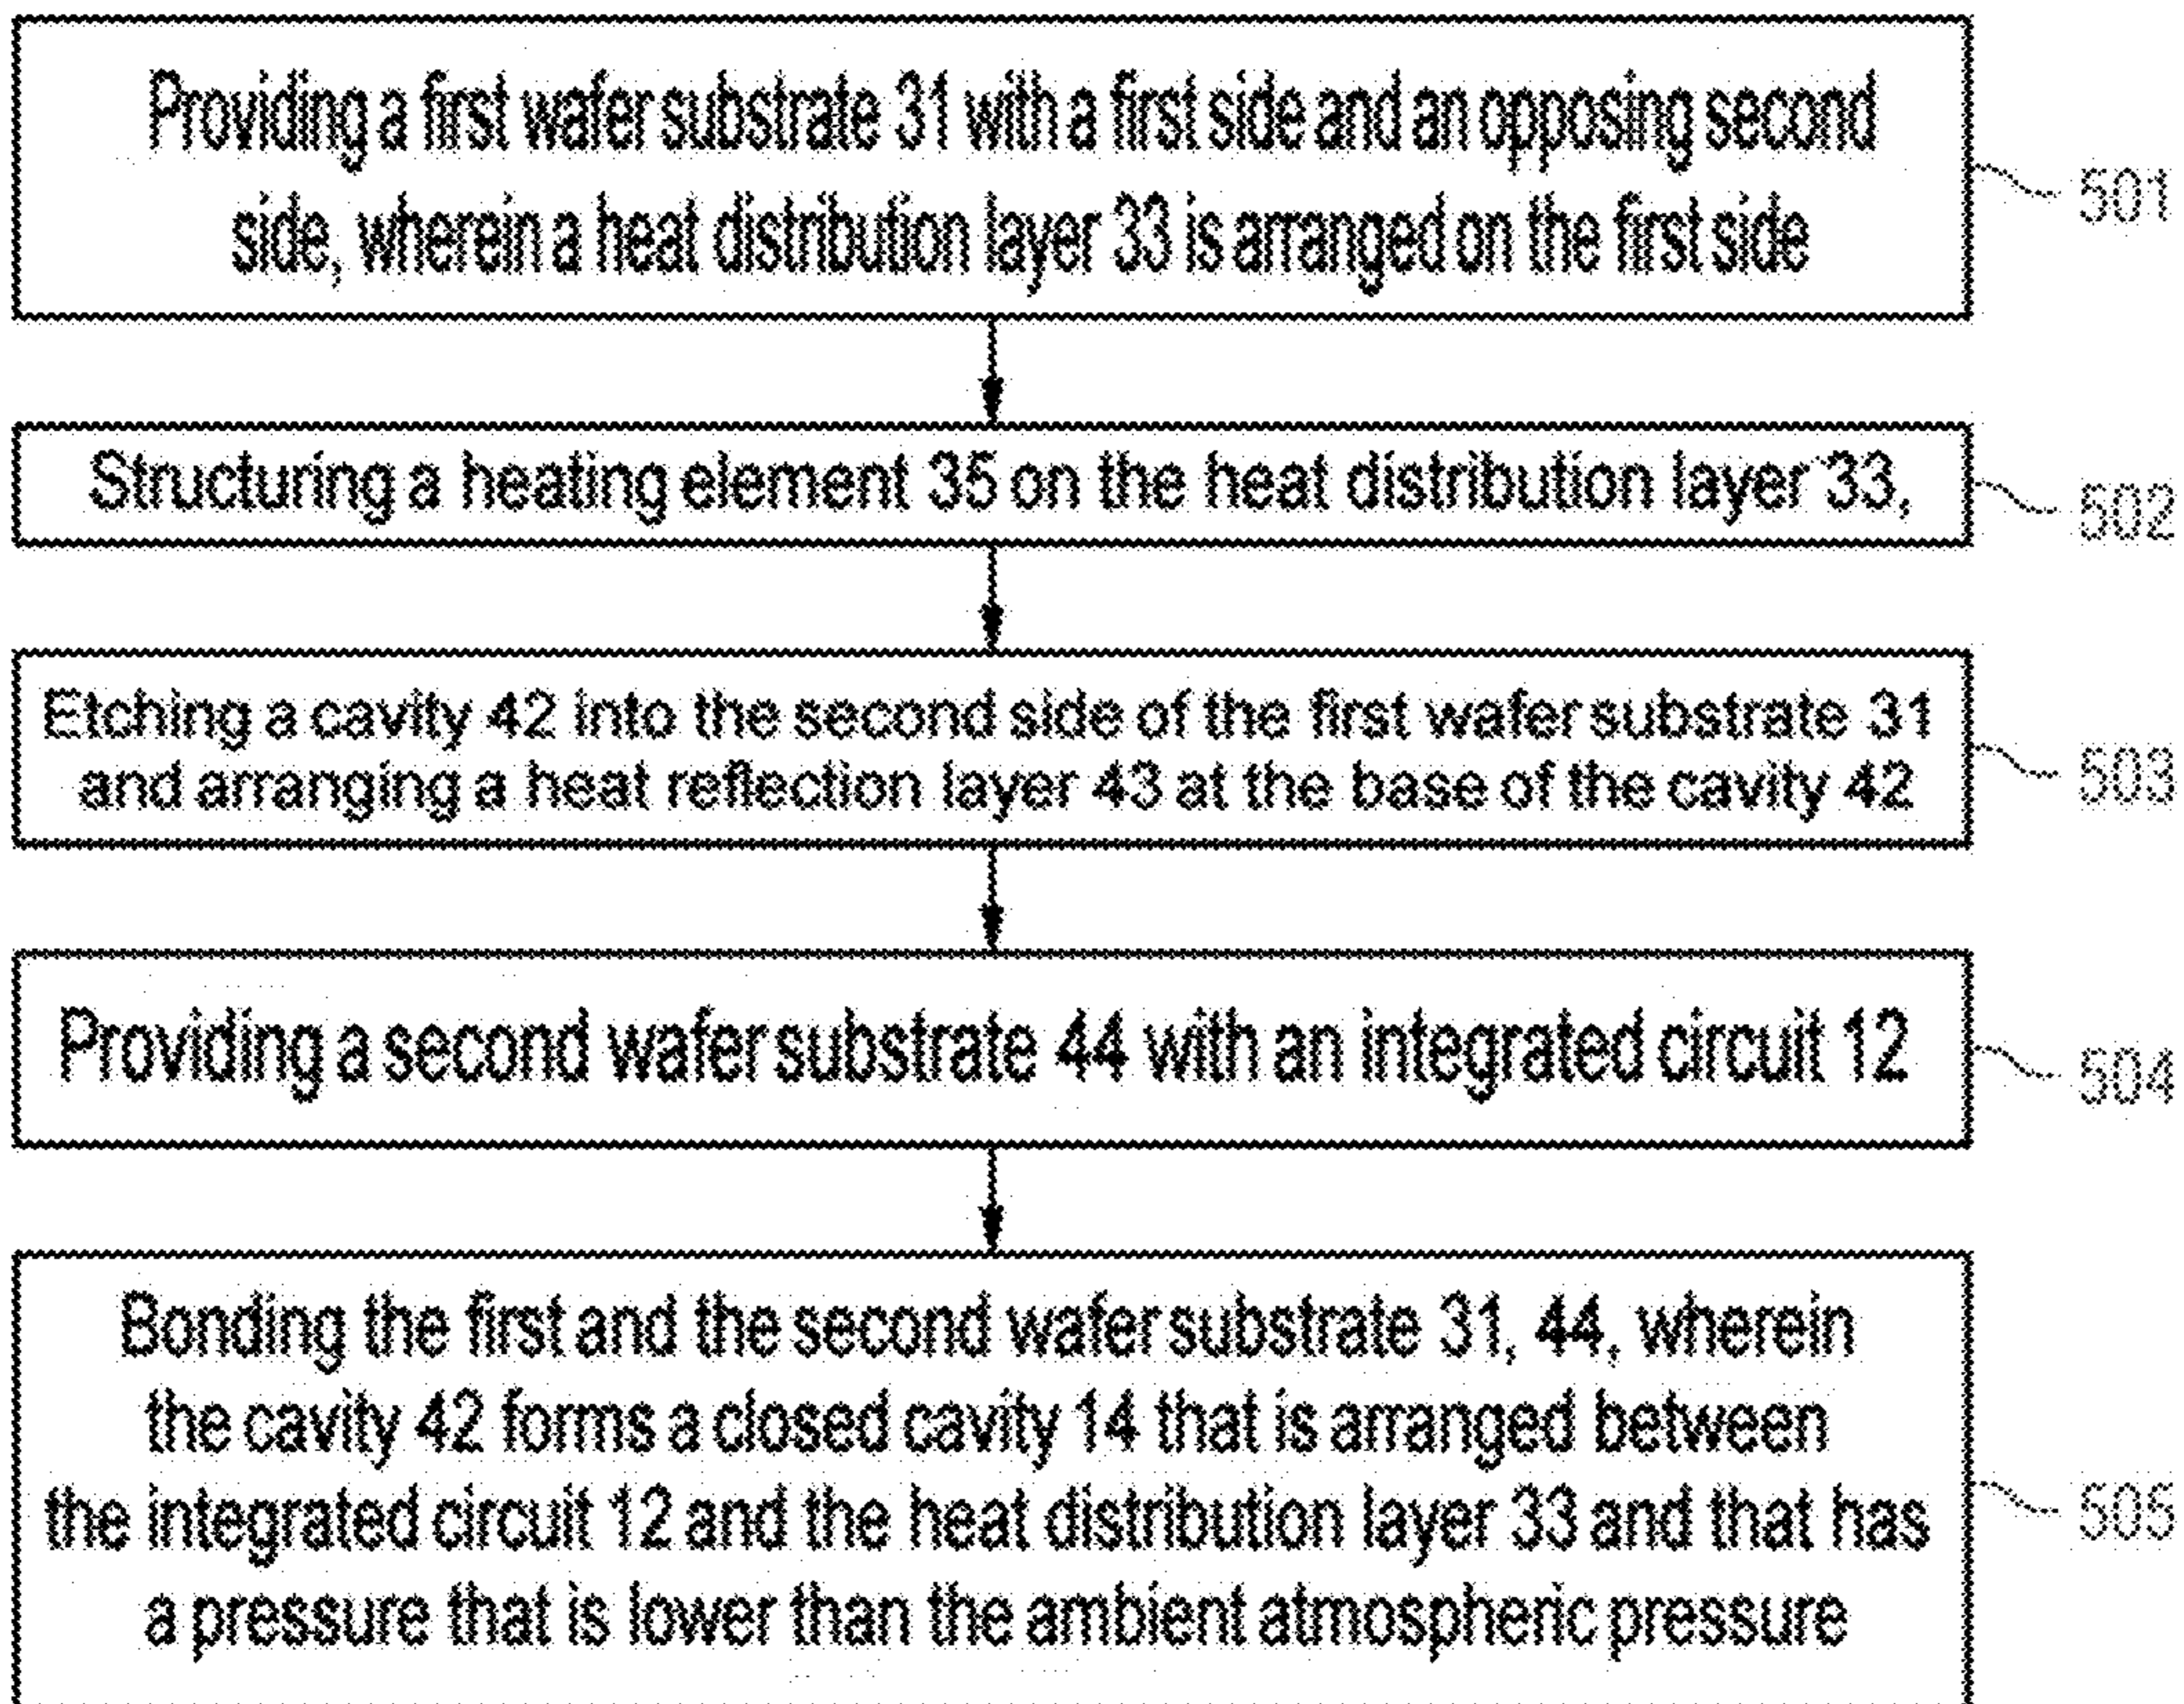 Providing a first wafer substrate 31 with a first side and an opposing second
side, wherein a heat distribution layer 33 is arranged on the first side
501
Structuring a heating element 35 on the heat distribution layer 33,
502
Etching a cavity 42 into the second side of the first wafer substrate 31
and arranging a heat reflection layer 43 at the base of the cavity 42
503
Providing a second wafer substrate 44 with an integrated circuit 12
504
Bonding the first and the second wafer substrate 31, 44, wherein
the cavity 42 forms a closed cavity 14 that is arranged between
the integrated circuit 12 and the heat distribution layer 33 and that has
a pressure that is lower than the ambient atmospheric pressure
505